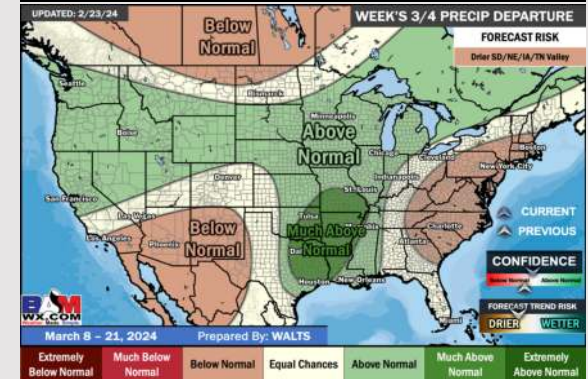 UPDATED: 2/23/24
WEEK'S 3/4 PRECIP DEPARTURE
FORECAST RISK
Drier SD/NE/IA/TN Valley
Below
Normal
Seattle
Bismarck
Minneapolis
Boise
Above
Normal
Boston
Chicago
Cleveland
New York City
Denver
Indianapolis
San Francisco
St. Louis
Las Vegas
Tulsa
Los Angeles
Phoenix
Below
Normal
Much Above
Normal
Charlotte
Atlanta
Houston
New Orleans
CURRENT
PREVIOUS
CONFIDENCE
Below Normal
Above Normal
FORECAST TREND RISK
DRIER
WETTER
BAM
WX.COM
March 8 – 21, 2024
Prepared By: WALTS
Extremely
Below Normal
Much Below
Normal
Below Normal
Equal Chances
Above Normal
Much Above
Normal
Extremely
Above Normal